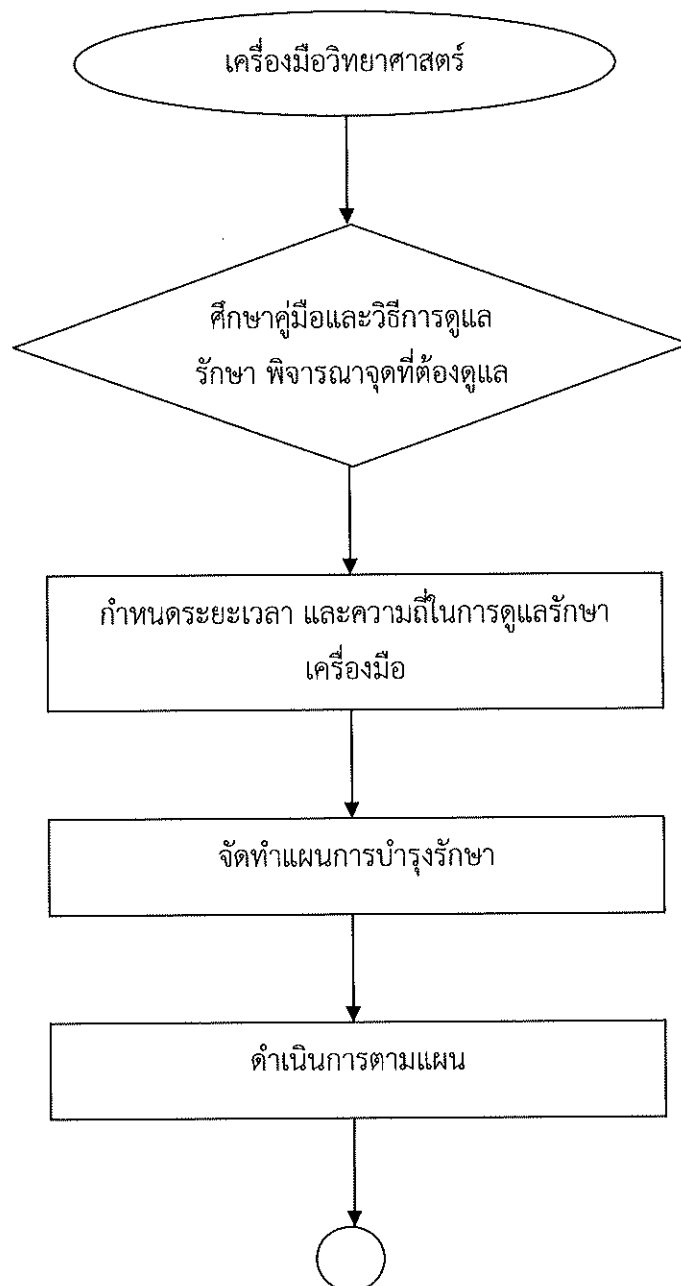 เครื่องมือวิทยาศาสตร์
ศึกษาคู่มือและวิธีการดูแล
รักษา พิจารณาจุดที่ต้องดูแล
กำหนดระยะเวลา และความถี่ในการดูแลรักษา
เครื่องมือ
จัดทำแผนการบำรุงรักษา
ดำเนินการตามแผน